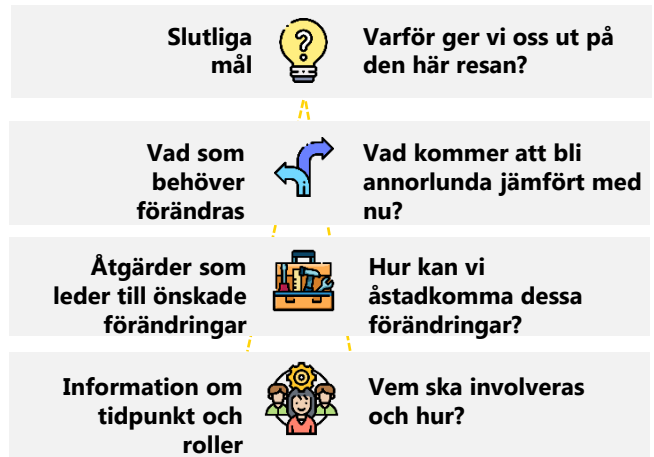 Slutliga
mål
Varför ger vi oss ut på
den här resan?
Vad som
behöver
förändras
Vad kommer att bli
annorlunda jämfört med
nu?
Åtgärder som
leder till önskade
förändringar
Hur kan vi
åstadkomma dessa
förändringar?
Information om
tidpunkt och
roller
Vem ska involveras
och hur?